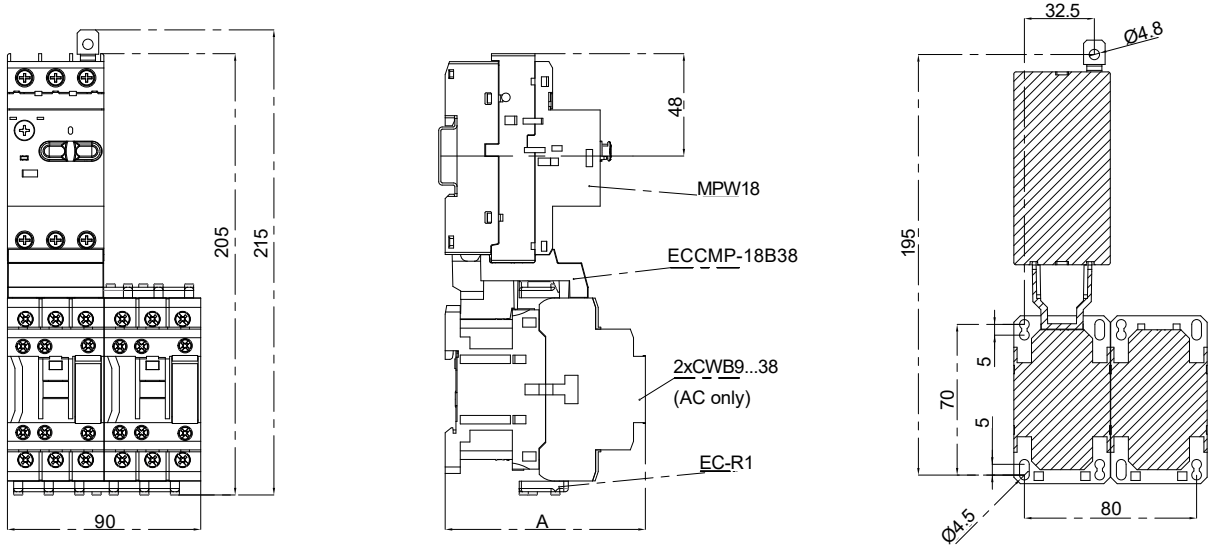 0
205
215
90
48
MPW18
ECCMP-18B38
2xCWB9...38
(AC only)
EC-R1
A
32.5
Ø4.8
195
5
70
5
Ø4.5
80